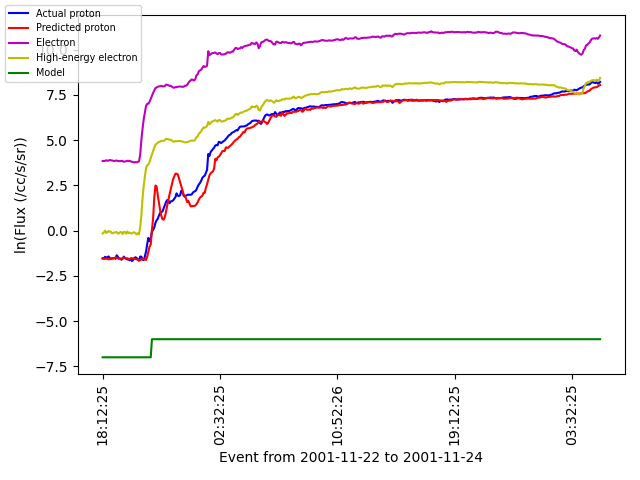 Actual proton
Predicted proton
Electron
High-energy electron
Model
10.0
7.5
5.0
2.5
0.0
−2.5
−5.0
−7.5
ln(Flux (/cc/s/sr))
18:12:25
02:32:25
10:52:26
19:12:25
03:32:25
Event from 2001-11-22 to 2001-11-24